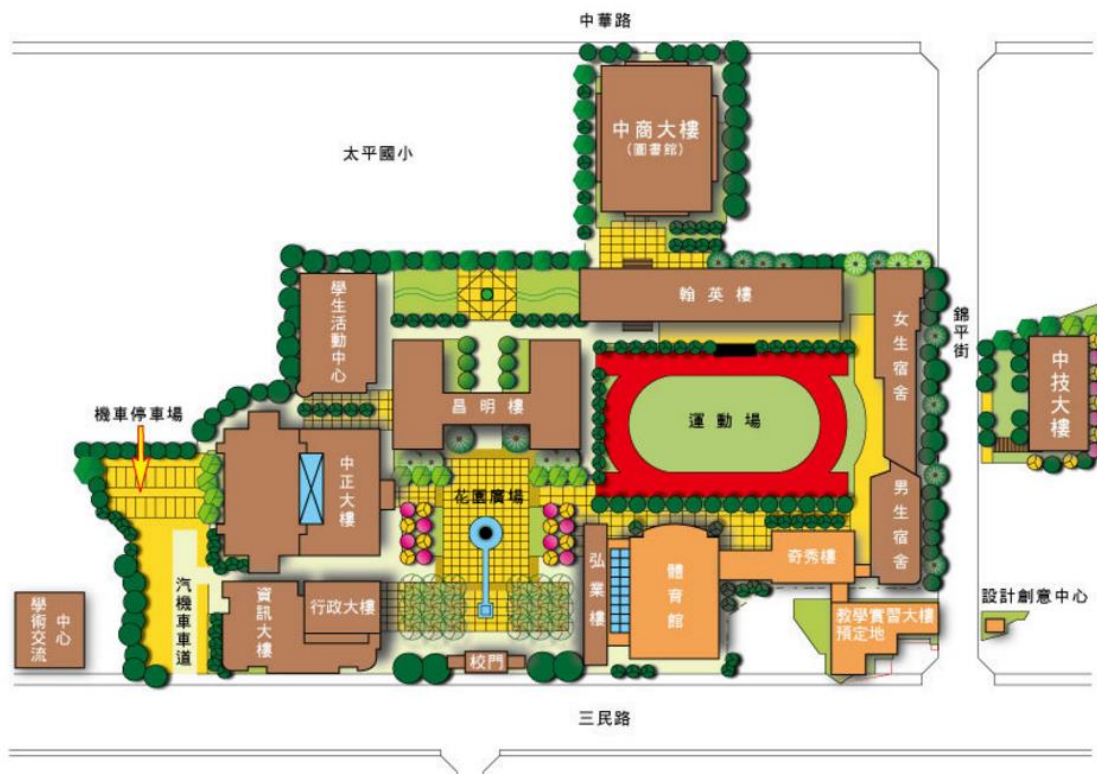 中華路
中商大樓
(圖書館)
太平國小
學生活動中心
翰英樓
女生宿舍
錦平街
中技大樓
昌明樓
運動場
機車停車場
中正大樓
花園廣場
男生宿舍
弘業樓
體育館
奇秀樓
汽機車車道
資訊大樓
行政大樓
設計創意中心
教學實習大樓
預定地
學術交流
中心
校門
三民路